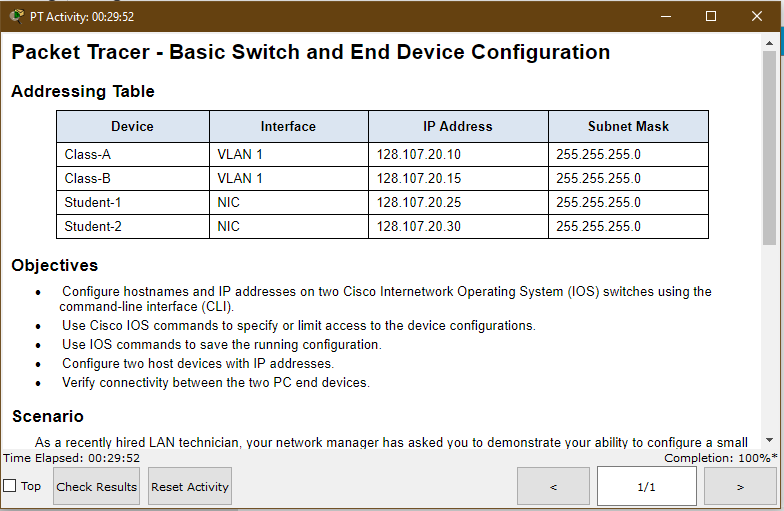 PT Activity: 00:29:52
Packet Tracer - Basic Switch and End Device Configuration
Addressing Table
Device Interface IP Address Subnet Mask
Class-A VLAN 1 128.107.20.10 255.255.255.0
Class-B VLAN 1 128.107.20.15 255.255.255.0
Student-1 NIC 128.107.20.25 255.255.255.0
Student-2 NIC 128.107.20.30 255.255.255.0
Objectives
• Configure hostnames and IP addresses on two Cisco Internetwork Operating System (IOS) switches using the
command-line interface (CLI).
• Use Cisco IOS commands to specify or limit access to the device configurations.
• Use IOS commands to save the running configuration.
• Configure two host devices with IP addresses.
• Verify connectivity between the two PC end devices.
Scenario
As a recently hired LAN technician, your network manager has asked you to demonstrate your ability to configure a small
Time Elapsed: 00:29:52 Completion: 100%*
Top Check Results Reset Activity < 1/1 >